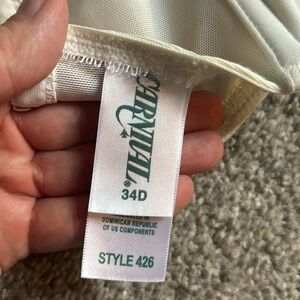 CARNIVAL®
34D
DOMINICAN REPUBLIC
OF US COMPONENTS
STYLE 426